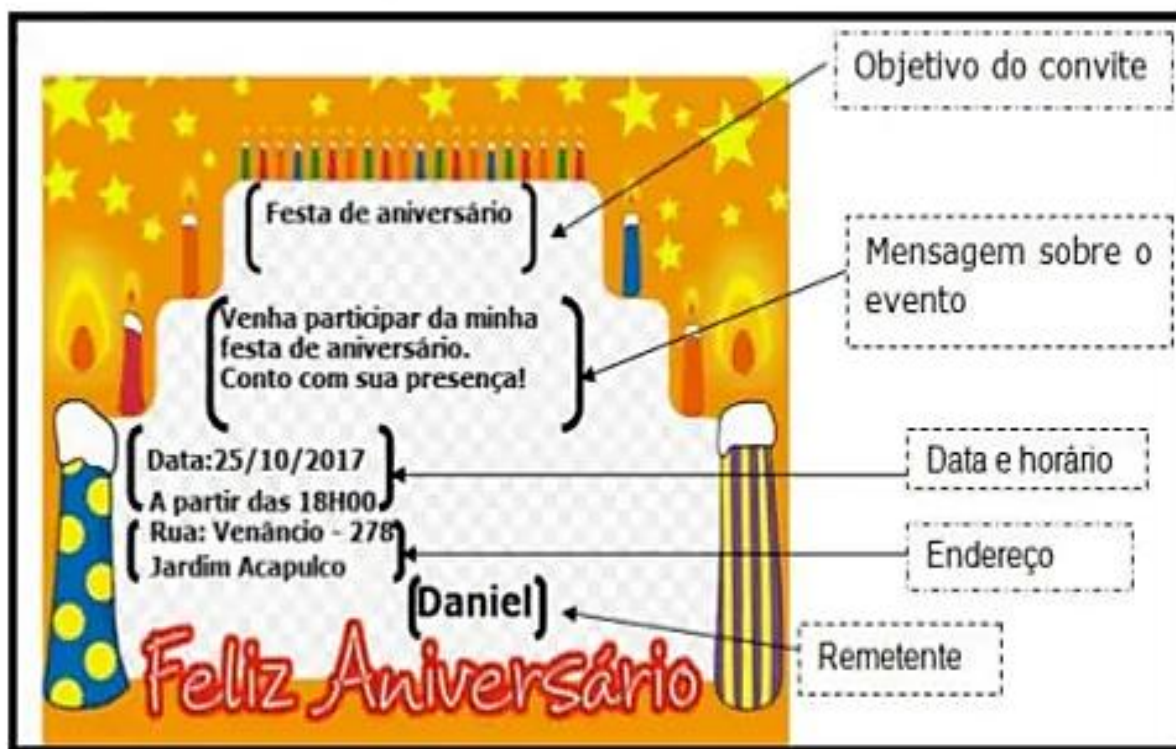 Objetivo do convite
Festa de aniversário
Mensagem sobre o
evento
Venha participar da minha
festa de aniversário.
Conto com sua presença!
Data:25/10/2017
A partir das 18H00
Data e horário
Rua: Venâncio - 278
Jardim Acapulco
Endereço
Daniel
Remetente
Feliz Aniversário